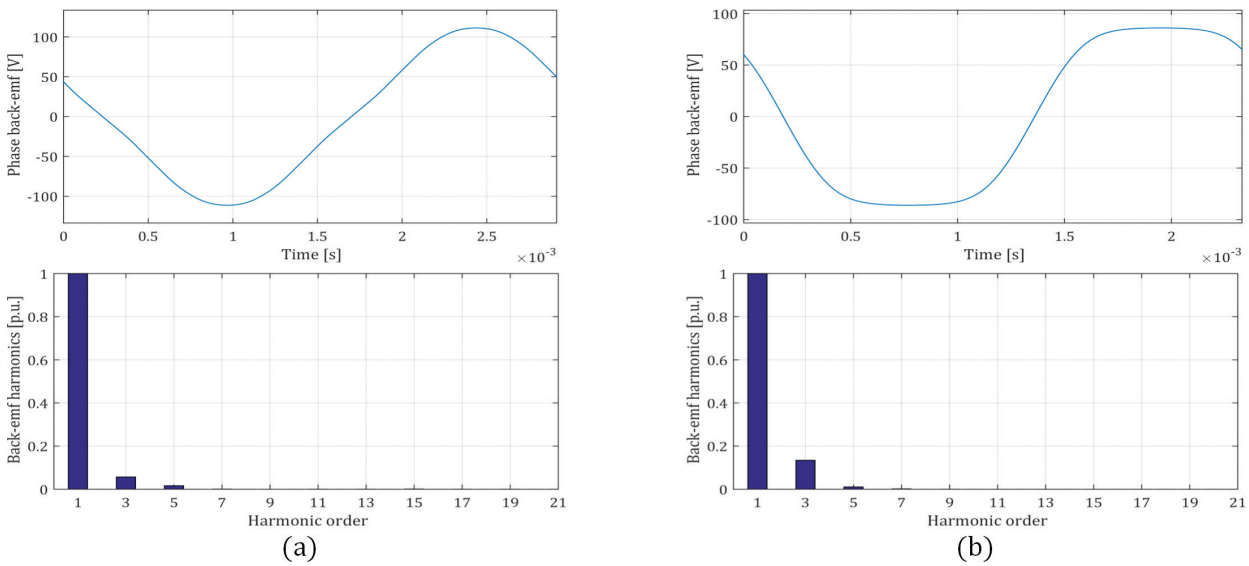 Phase back-emf [V]
100
50
0
-50
-100
0 0.5 1 1.5 2 2.5
Time [s]
×10⁻³
Back-emf harmonics [p.u.]
1
0.8
0.6
0.4
0.2
0
1 3 5 7 9 11 13 15 17 19 21
Harmonic order
(a)
Phase back-emf [V]
100
50
0
-50
-100
0 0.5 1 1.5 2
Time [s]
×10⁻³
Back-emf harmonics [p.u.]
1
0.8
0.6
0.4
0.2
0
1 3 5 7 9 11 13 15 17 19 21
Harmonic order
(b)